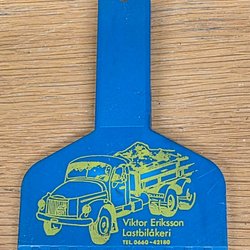 Viktor Eriksson
Lastbilåkeri
TEL. 0660-42180